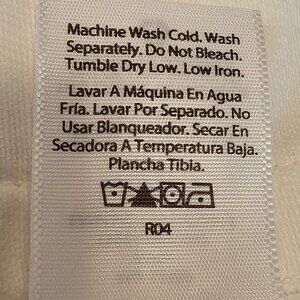 Machine Wash Cold. Wash
Separately. Do Not Bleach.
Tumble Dry Low. Low Iron.
Lavar A Máquina En Agua
Fría. Lavar Por Separado. No
Usar Blanqueador. Secar En
Secadora A Temperatura Baja.
Plancha Tibia.
R04